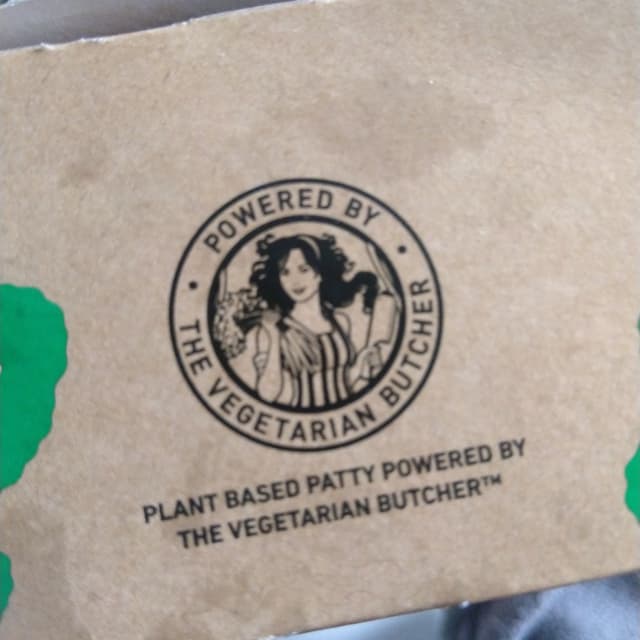 POWERED BY
THE VEGETARIAN BUTCHER
PLANT BASED PATTY POWERED BY
THE VEGETARIAN BUTCHER™